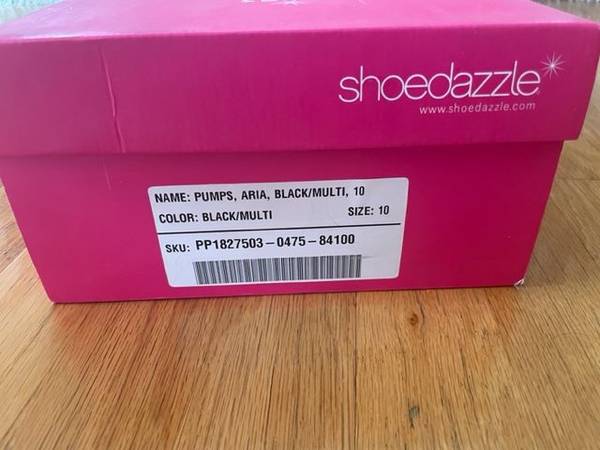 shoedazzle
www.shoedazzle.com
NAME: PUMPS, ARIA, BLACK/MULTI, 10
COLOR: BLACK/MULTI SIZE: 10
SKU: PP1827503-0475-84100